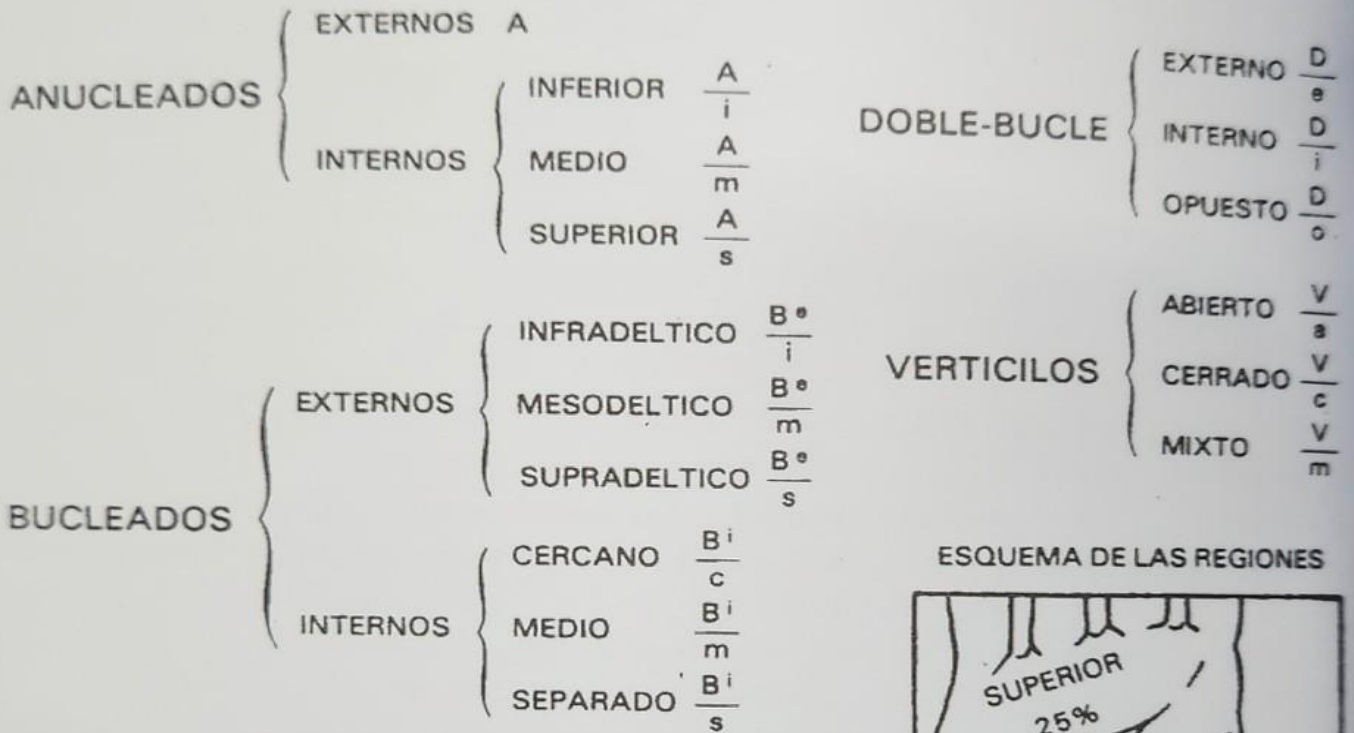 ANUCLEADOS
EXTERNOS A
INTERNOS
INFERIOR A/i
MEDIO A/m
SUPERIOR A/s
BUCLEADOS
EXTERNOS
INFRADELTICO Bᵉ/i
MESODELTICO Bᵉ/m
SUPRADELTICO Bᵉ/s
INTERNOS
CERCANO Bⁱ/c
MEDIO Bⁱ/m
SEPARADO Bⁱ/s
DOBLE-BUCLE
EXTERNO D/e
INTERNO D/i
OPUESTO D/o
VERTICILOS
ABIERTO V/a
CERRADO V/c
MIXTO V/m
ESQUEMA DE LAS REGIONES
SUPERIOR
25%